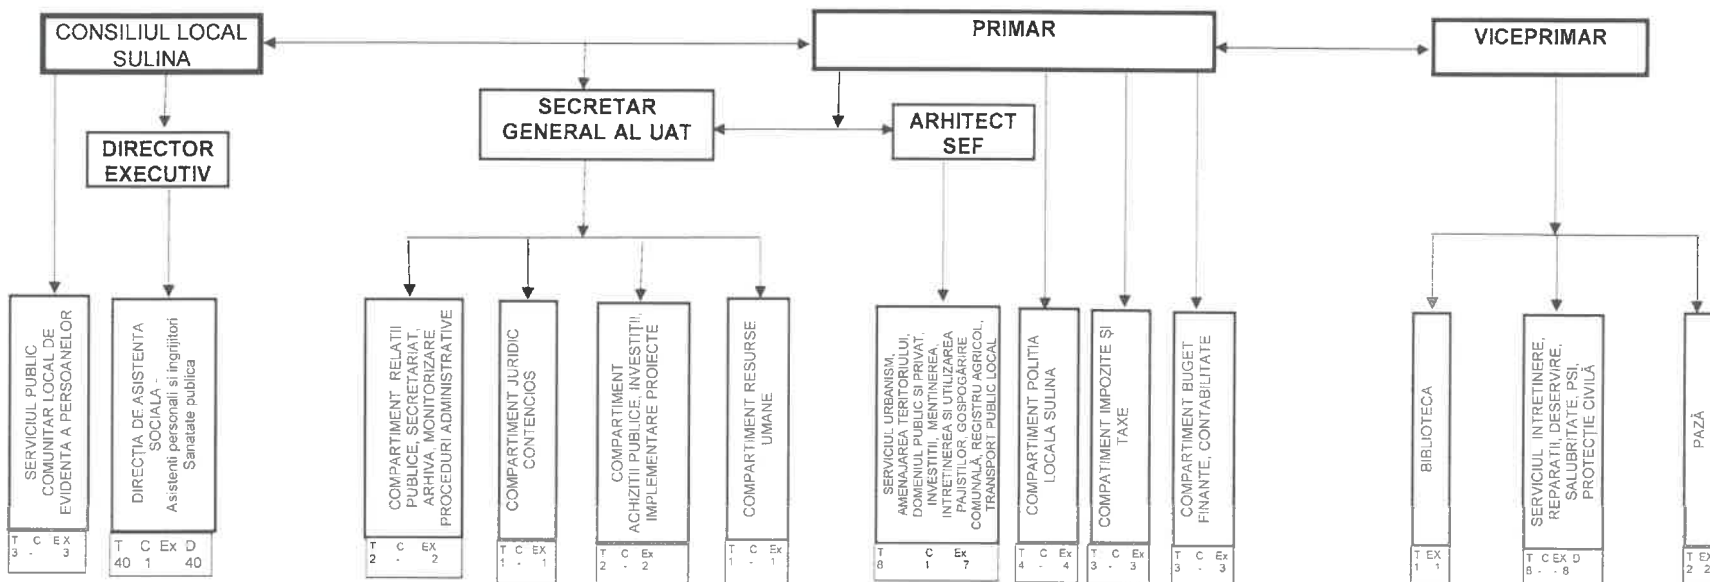 CONSILIUL LOCAL
SULINA
PRIMAR
VICEPRIMAR
SECRETAR
GENERAL AL UAT
ARHITECT
SEF
DIRECTOR
EXECUTIV
SERVICIUL PUBLIC
COMUNITAR LOCAL DE
EVIDENTA A PERSOANELOR
T C EX
3 - 3
DIRECȚIA DE ASISTENTA
SOCIALA -
Asistenti personali si ingrijitori
Sanatate publica
T C Ex D
40 1 40
COMPARTIMENT RELATII
PUBLICE, SECRETARIAT,
ARHIVA, MONITORIZARE,
PROCEDURI ADMINISTRATIVE
T C EX
2 - 2
COMPARTIMENT JURIDIC
CONTENCIOS
T C EX
1 - 1
COMPARTIMENT
ACHIZITII PUBLICE, INVESTIȚII,
IMPLEMENTARE PROIECTE
T C Ex
2 - 2
COMPARTIMENT RESURSE
UMANE
T C Ex
1 - 1
SERVICIUL URBANISM,
AMENAJAREA TERITORIULUI,
DOMENIUL PUBLIC SI PRIVAT,
INVESTITII, MENTINEREA,
INTRETINEREA SI UTILIZAREA
PAJISTILOR, GOSPOGĂRIRE
COMUNALĂ, REGISTRU AGRICOL,
TRANSPORT PUBLIC LOCAL
T C Ex
8 1 7
COMPARTIMENT POLITIA
LOCALA SULINA
T C Ex
4 - 4
COMPATIMENT IMPOZITE ȘI
TAXE
T C Ex
3 - 3
COMPARTIMENT BUGET
FINANTE, CONTABILITATE
T C Ex
3 - 3
BIBLIOTECA
T EX
1 1
SERVICIUL INTRETINERE,
REPARATII, DESERVIRE,
SALUBRITATE, PSI,
PROTECȚIE CIVILĂ
T C EX D
8 - - 8
PAZĂ
T EX
2 2